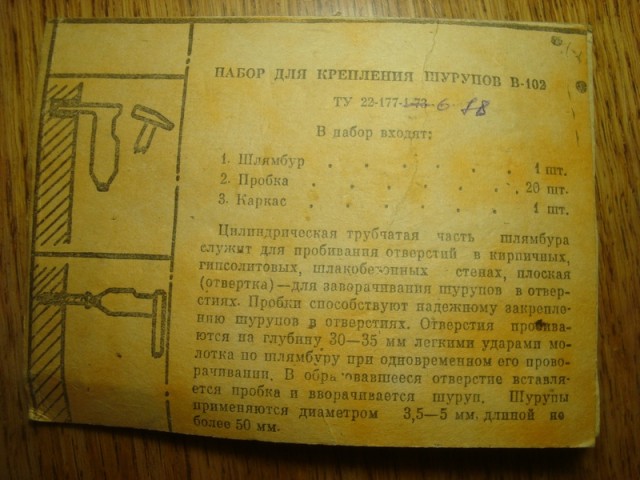 НАБОР ДЛЯ КРЕПЛЕНИЯ ШУРУПОВ В-102
ТУ 22-177-1-73 6 88
В набор входят:
1. Шлямбур . . . . . . 1 шт.
2. Пробка . . . . . . . 20 шт.
3. Каркас . . . . . . . 1 шт.
Цилиндрическая трубчатая часть шлямбура
служит для пробивания отверстий в кирпичных,
гипсолитовых, шлакобетонных стенах, плоская
(отвертка)—для заворачивания шурупов в отвер-
стиях. Пробки способствуют надежному закрепле-
нию шурупов в отверстиях. Отверстия пробива-
ются на глубину 30—35 мм легкими ударами мо-
лотка по шлямбуру при одновременном его прово-
рачивании. В образовавшееся отверстие вставля-
ется пробка и вворачивается шуруп. Шурупы
применяются диаметром 3,5—5 мм. длиной не
более 50 мм.